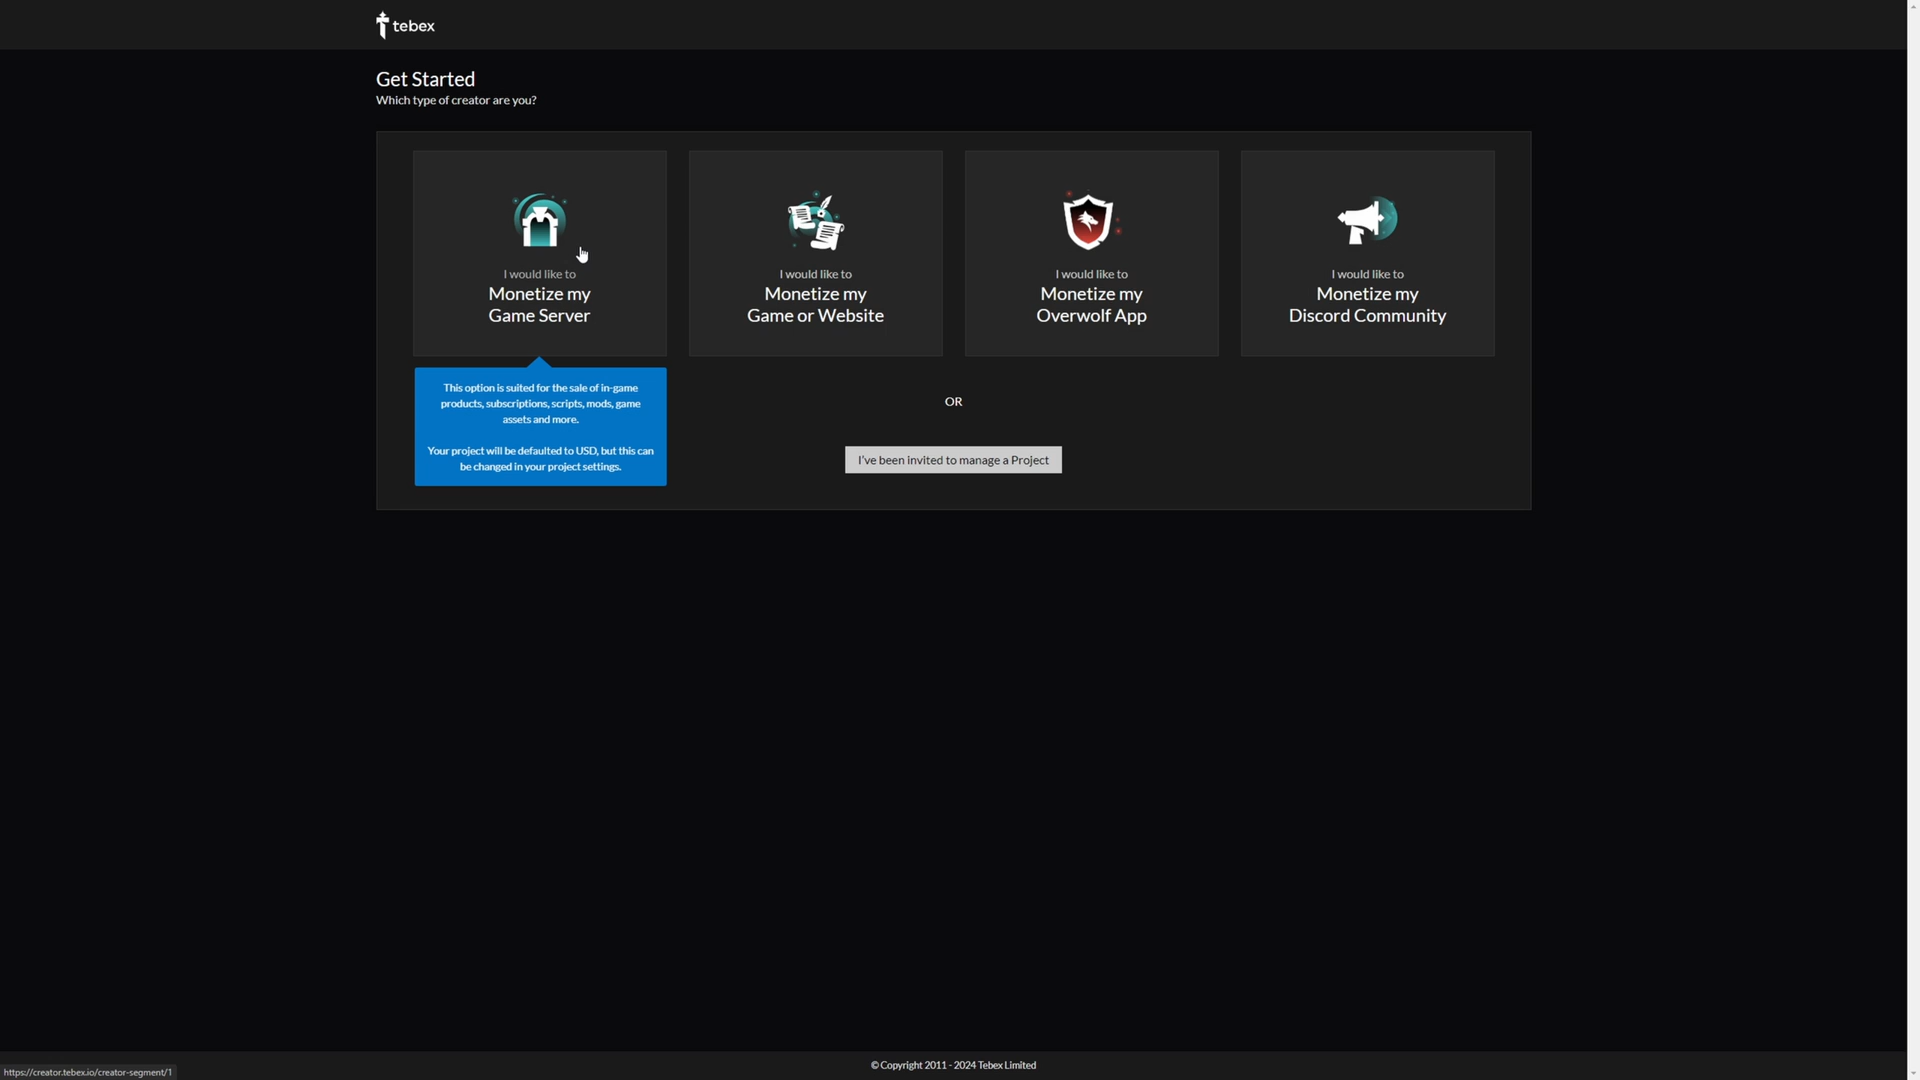 tebex
Get Started
Which type of creator are you?
I would like to
Monetize my
Game Server
I would like to
Monetize my
Game or Website
I would like to
Monetize my
Overwolf App
I would like to
Monetize my
Discord Community
This option is suited for the sale of in-game
products, subscriptions, scripts, mods, game
assets and more.
Your project will be defaulted to USD, but this can
be changed in your project settings.
OR
I've been invited to manage a Project
© Copyright 2011 - 2024 Tebex Limited
https://creator.tebex.io/creator-segment/1